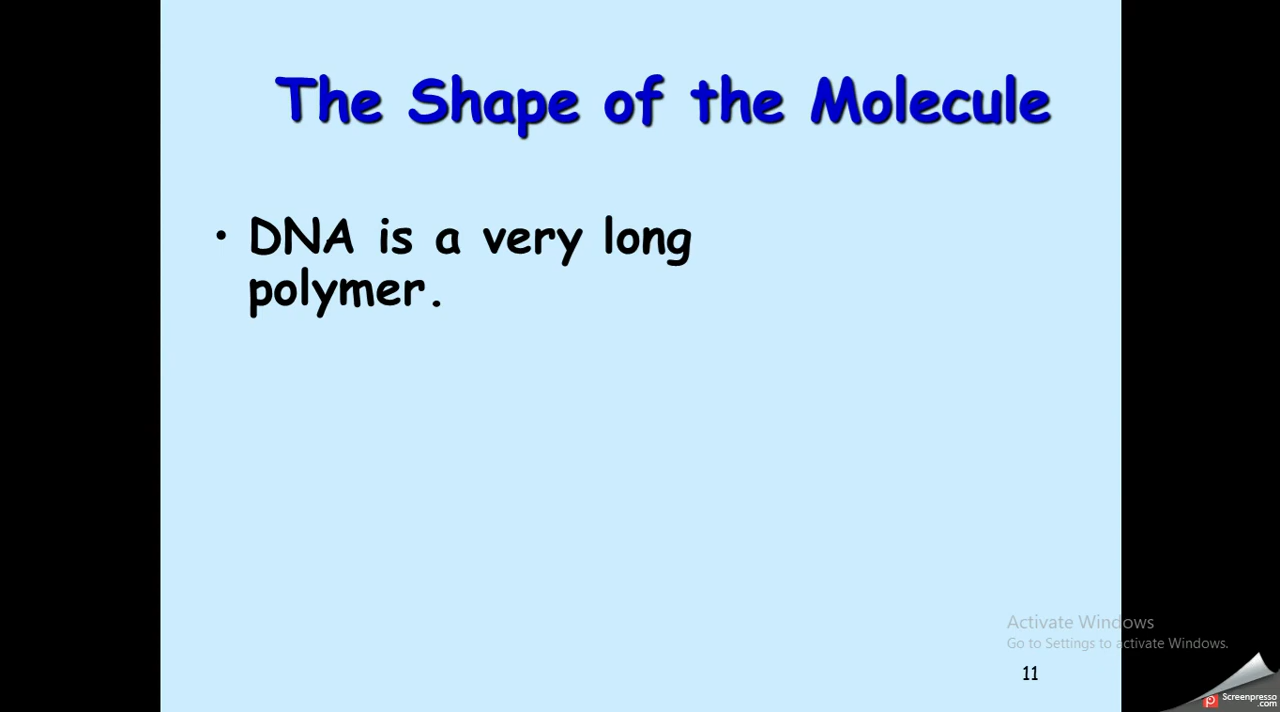 The Shape of the Molecule
• DNA is a very long
polymer.
Activate Windows
Go to Settings to activate Windows.
11
Screenpresso
.com